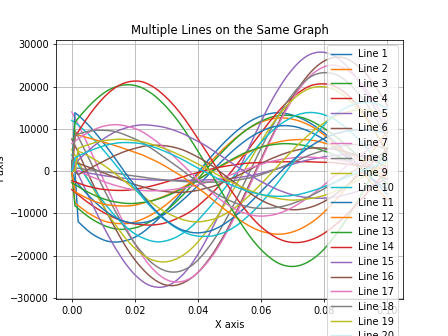 Multiple Lines on the Same Graph
30000
20000
10000
0
−10000
−20000
−30000
0.00
0.02
0.04
0.06
X axis
Line 1
Line 2
Line 3
Line 4
Line 5
Line 6
Line 7
Line 8
Line 9
Line 10
Line 11
Line 12
Line 13
Line 14
Line 15
Line 16
Line 17
Line 18
Line 19
Line 20